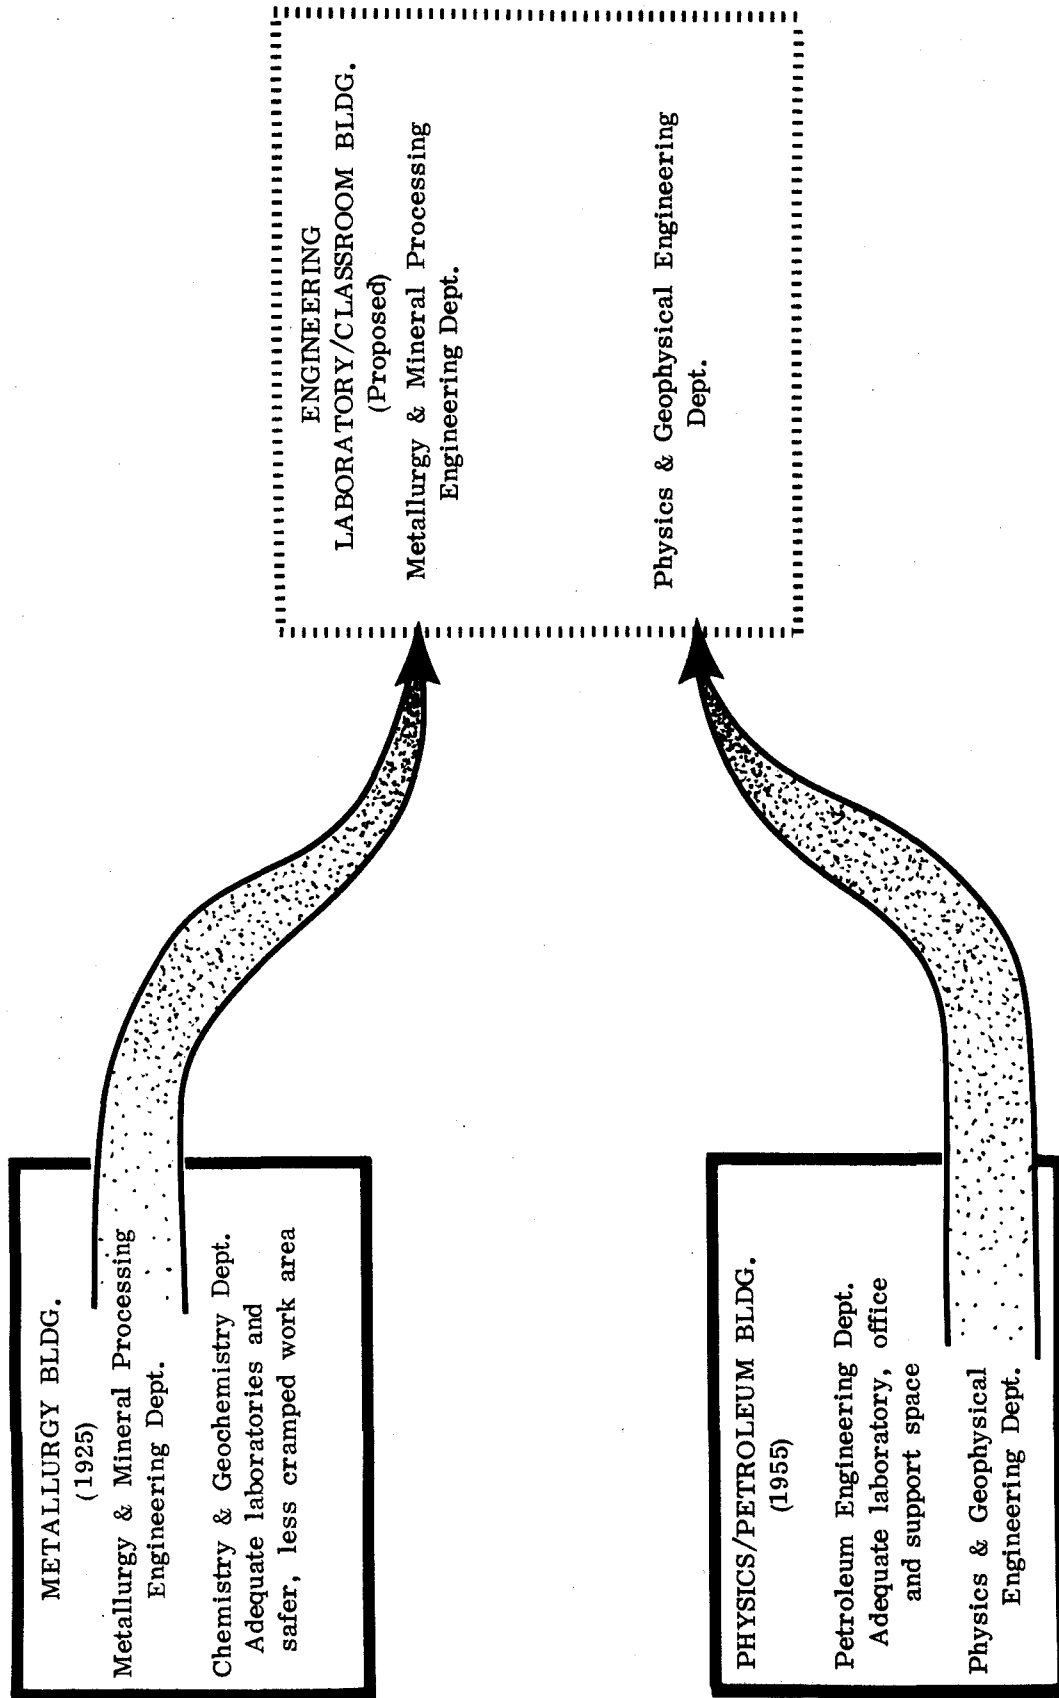 METALLURGY BLDG.
(1925)
Metallurgy & Mineral Processing
Engineering Dept.
Chemistry & Geochemistry Dept.
Adequate laboratories and
safer, less cramped work area
PHYSICS/PETROLEUM BLDG.
(1955)
Petroleum Engineering Dept.
Adequate laboratory, office
and support space
Physics & Geophysical
Engineering Dept.
ENGINEERING
LABORATORY/CLASSROOM BLDG.
(Proposed)
Metallurgy & Mineral Processing
Engineering Dept.
Physics & Geophysical Engineering
Dept.